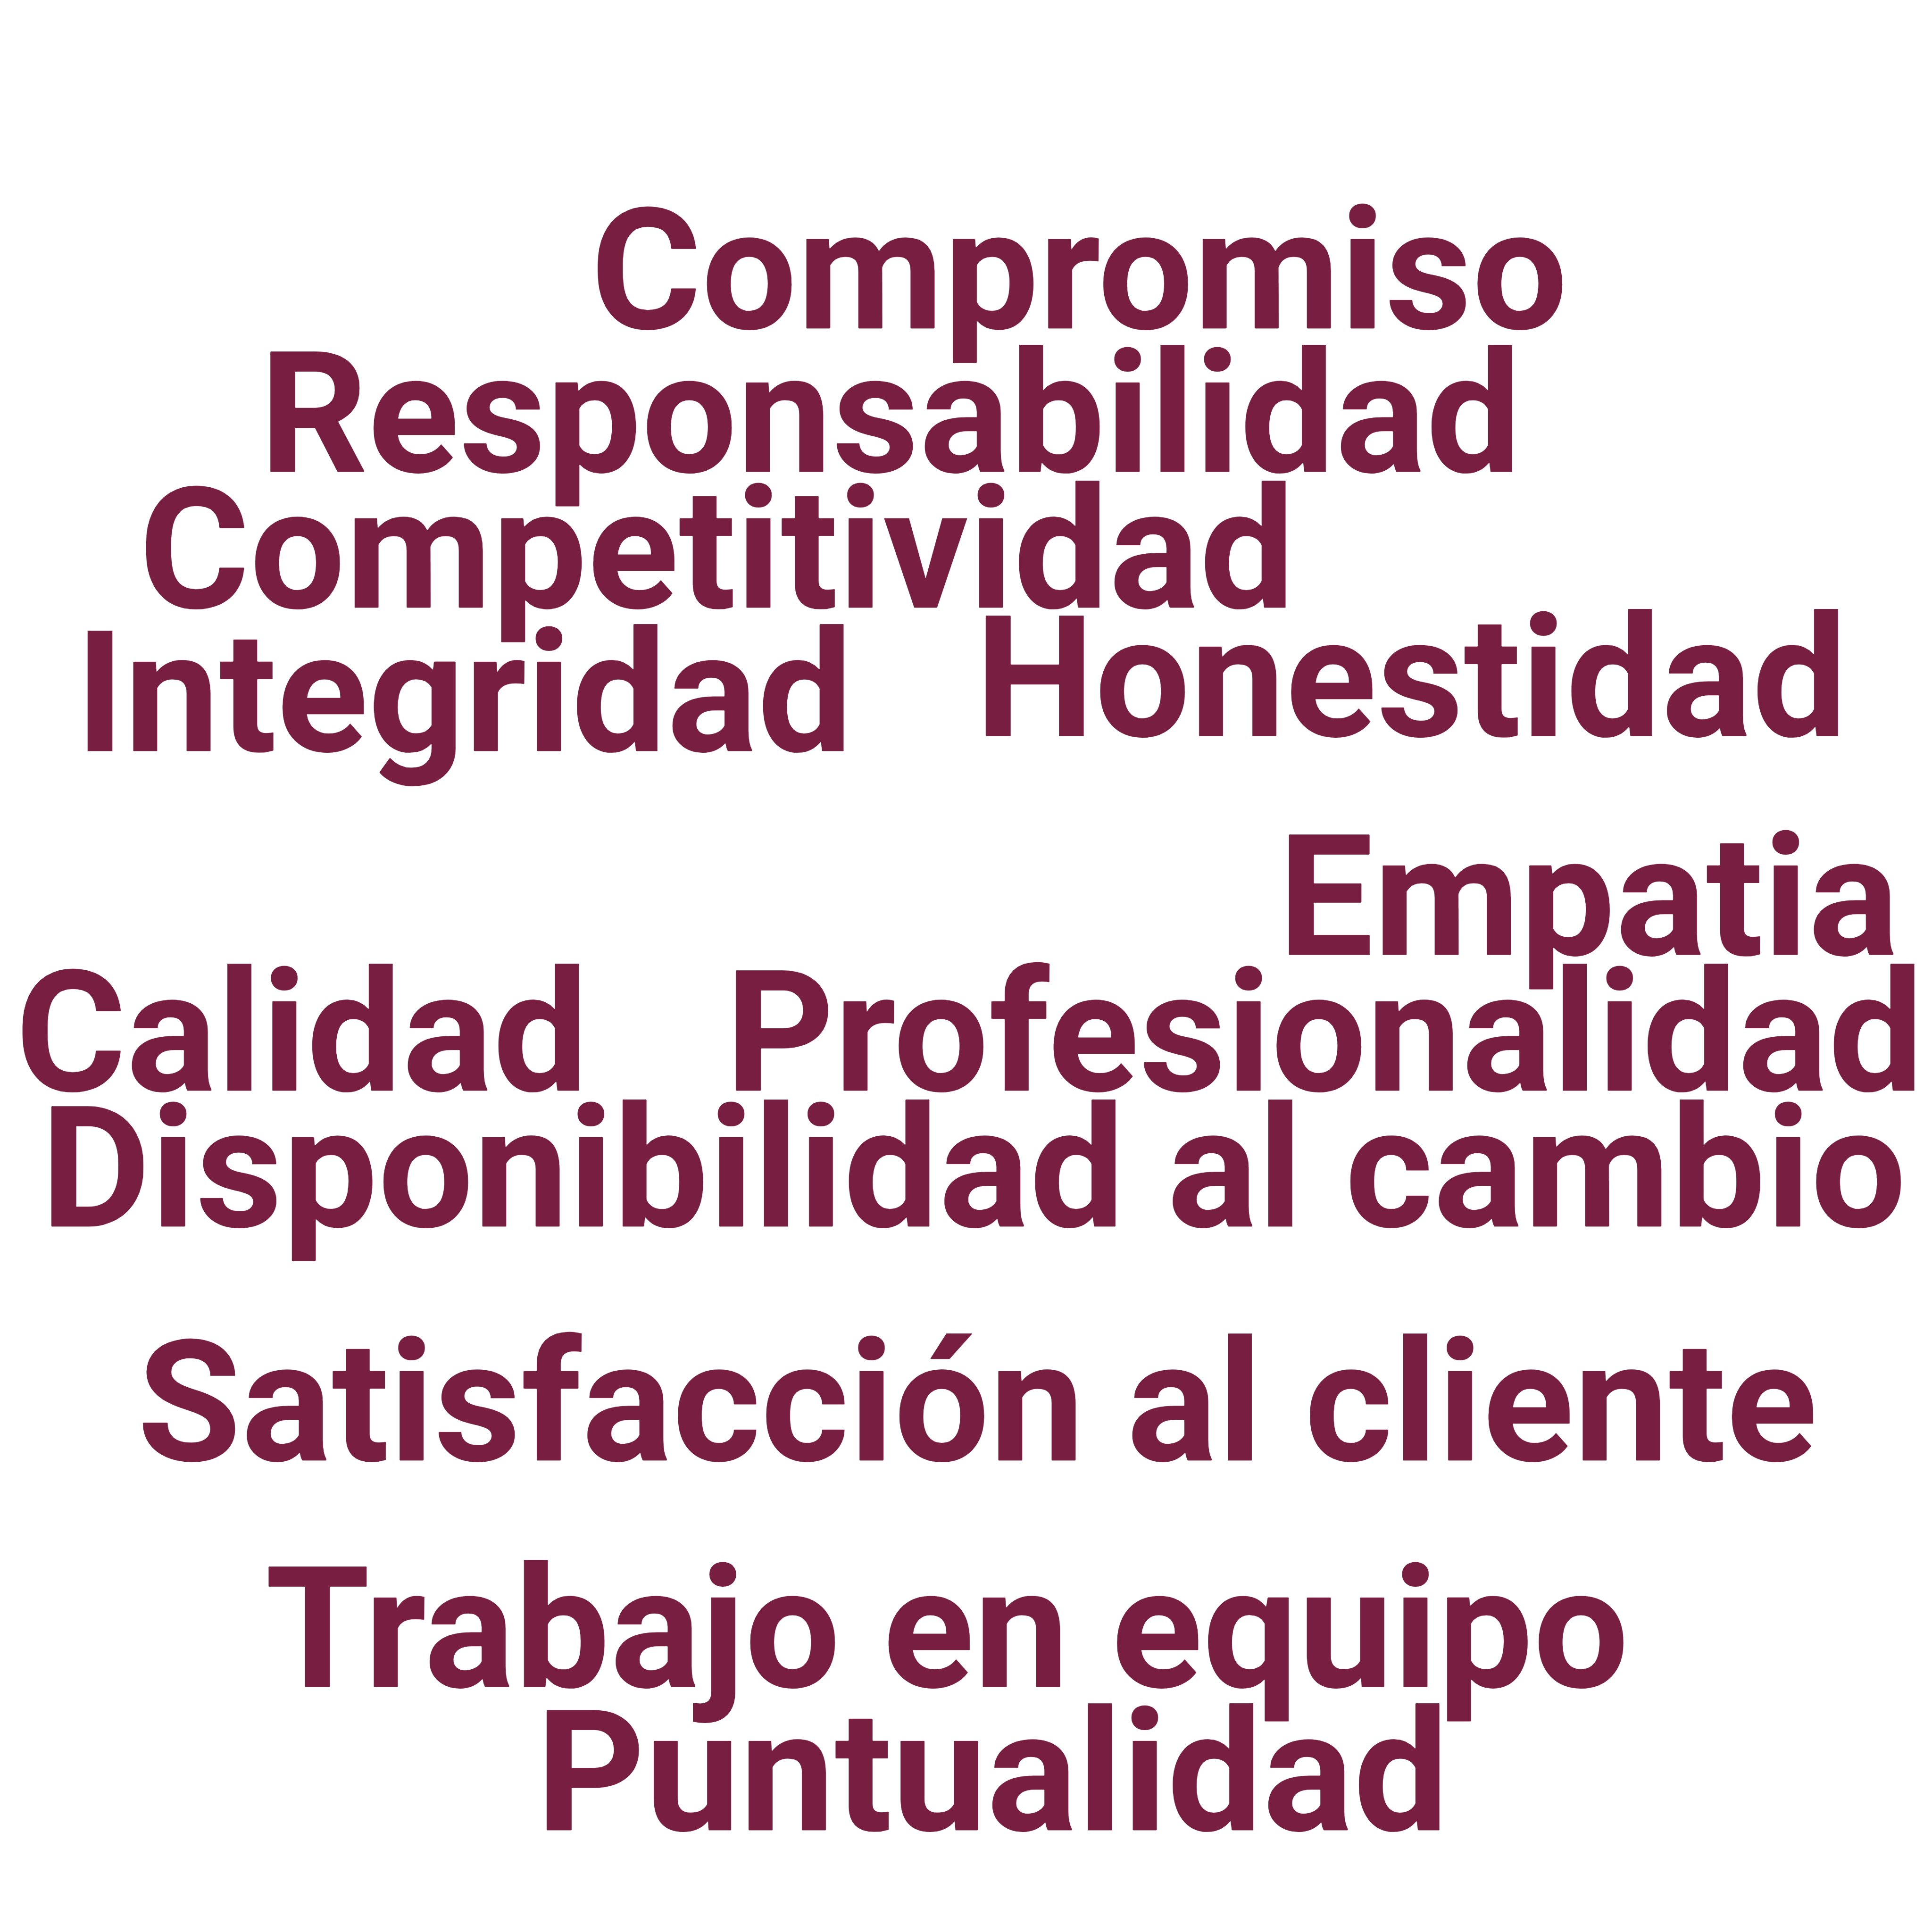 Compromiso
Responsabilidad
Competitividad
Integridad Honestidad
Empatia
Calidad Profesionalidad
Disponibilidad al cambio
Satisfacción al cliente
Trabajo en equipo
Puntualidad